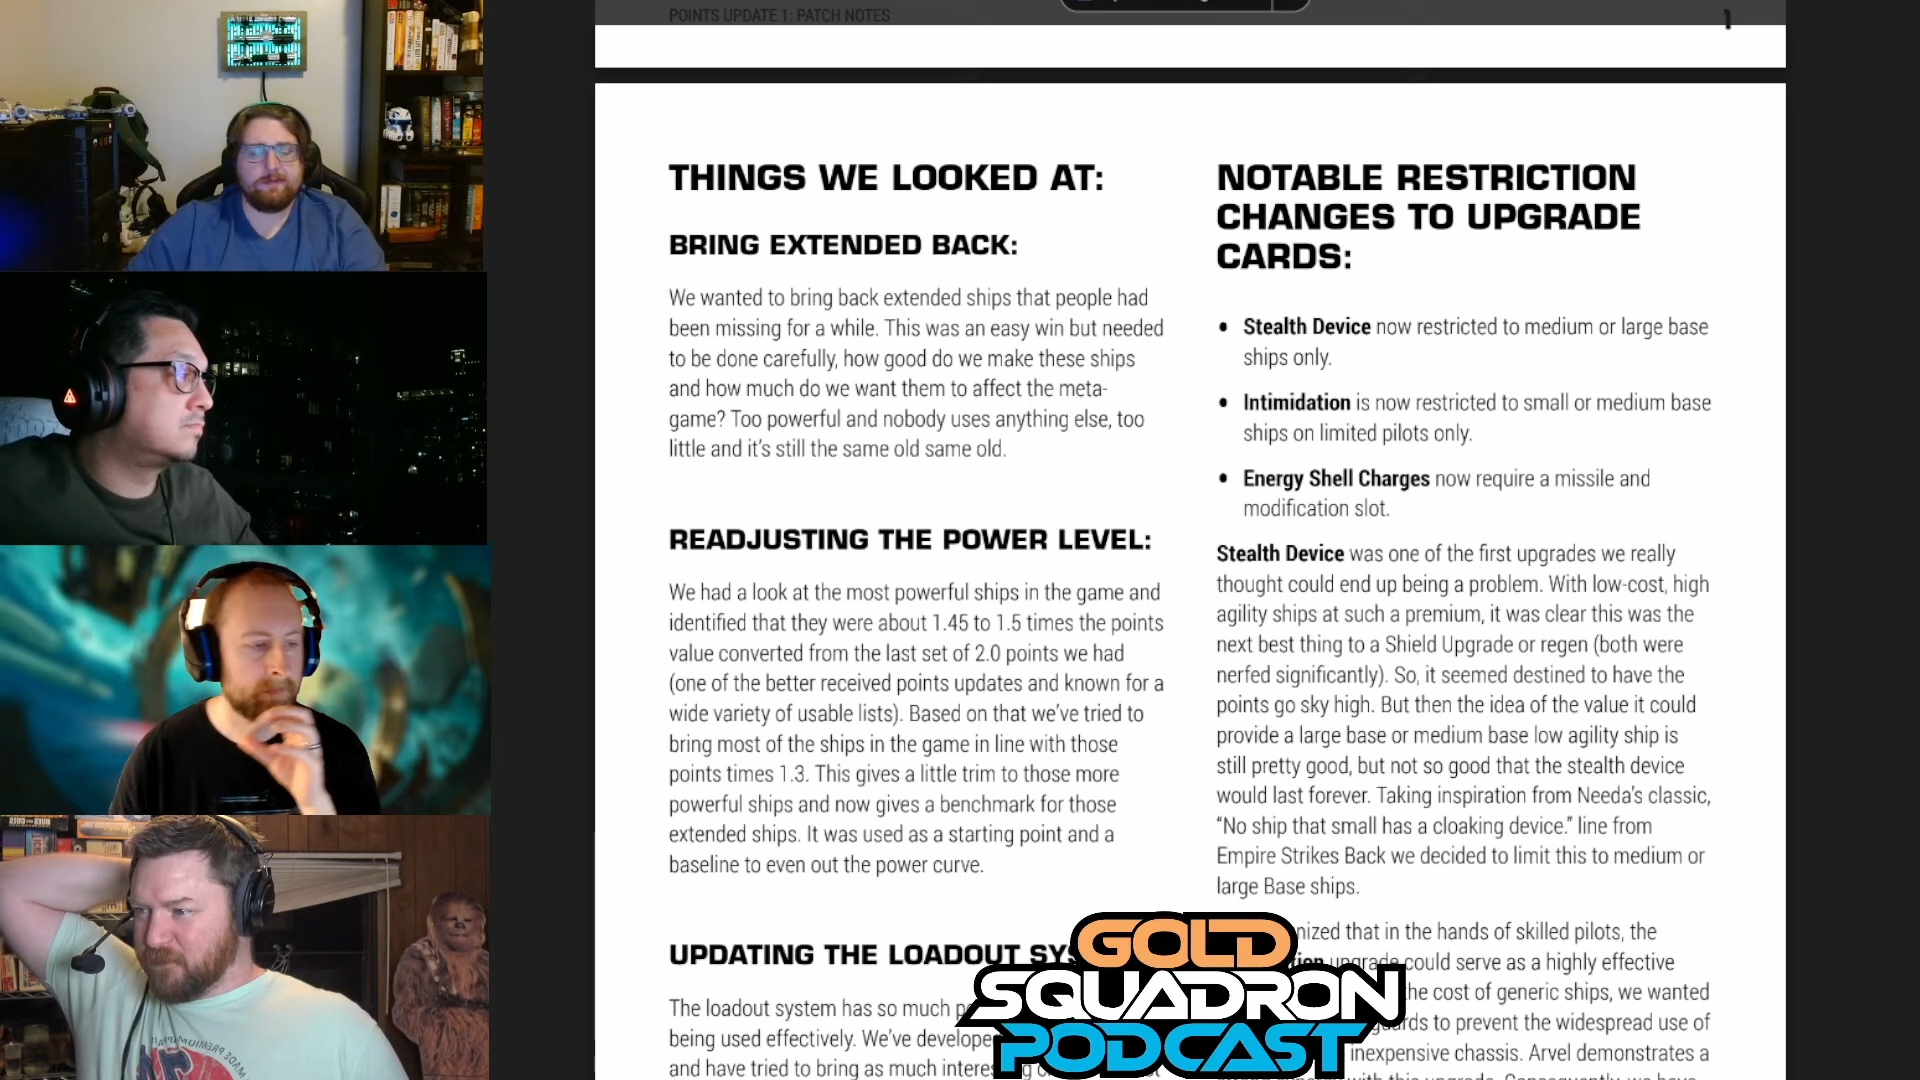 POINTS UPDATE 1: PATCH NOTES
1
THINGS WE LOOKED AT:
BRING EXTENDED BACK:
We wanted to bring back extended ships that people had
been missing for a while. This was an easy win but needed
to be done carefully, how good do we make these ships
and how much do we want them to affect the meta-
game? Too powerful and nobody uses anything else, too
little and it's still the same old same old.
READJUSTING THE POWER LEVEL:
We had a look at the most powerful ships in the game and
identified that they were about 1.45 to 1.5 times the points
value converted from the last set of 2.0 points we had
(one of the better received points updates and known for a
wide variety of usable lists). Based on that we've tried to
bring most of the ships in the game in line with those
points times 1.3. This gives a little trim to those more
powerful ships and now gives a benchmark for those
extended ships. It was used as a starting point and a
baseline to even out the power curve.
UPDATING THE LOADOUT
The loadout system has so much
being used effectively. We've
and have tried to bring as much
NOTABLE RESTRICTION
CHANGES TO UPGRADE
CARDS:
• Stealth Device now restricted to medium or large base
ships only.
• Intimidation is now restricted to small or medium base
ships on limited pilots only.
• Energy Shell Charges now require a missile and
modification slot.
Stealth Device was one of the first upgrades we really
thought could end up being a problem. With low-cost, high
agility ships at such a premium, it was clear this was the
next best thing to a Shield Upgrade or regen (both were
nerfed significantly). So, it seemed destined to have the
points go sky high. But then the idea of the value it could
provide a large base or medium base low agility ship is
still pretty good, but not so good that the stealth device
would last forever. Taking inspiration from Needa's classic,
“No ship that small has a cloaking device.” line from
Empire Strikes Back we decided to limit this to medium or
large Base ships.
that in the hands of skilled pilots, the
upgrade could serve as a highly effective
the cost of generic ships, we wanted
to prevent the widespread use of
inexpensive chassis. Arvel demonstrates a
with this upgrade. Consequently, we have
GOLD
SQUADRON
PODCAST